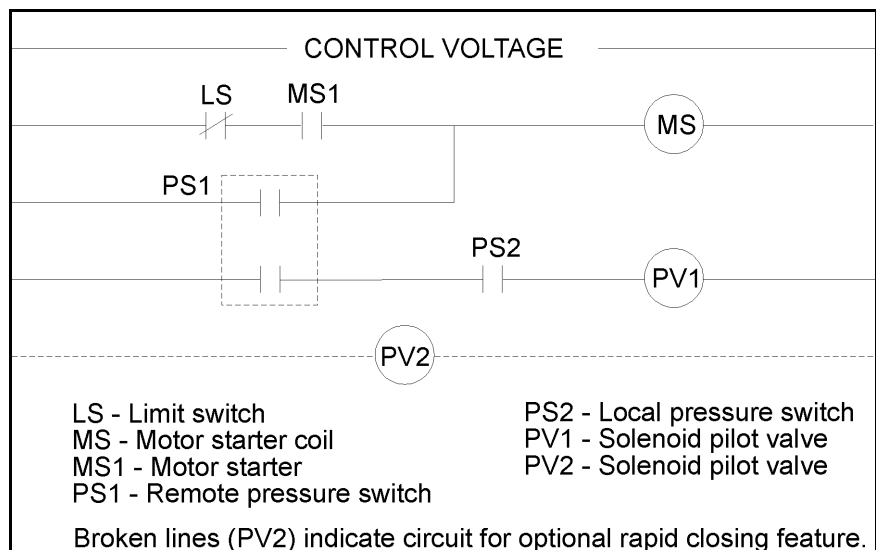 CONTROL VOLTAGE
LS MS1
MS
PS1
PS2
PV1
PV2
LS - Limit switch
MS - Motor starter coil
MS1 - Motor starter
PS1 - Remote pressure switch
PS2 - Local pressure switch
PV1 - Solenoid pilot valve
PV2 - Solenoid pilot valve
Broken lines (PV2) indicate circuit for optional rapid closing feature.